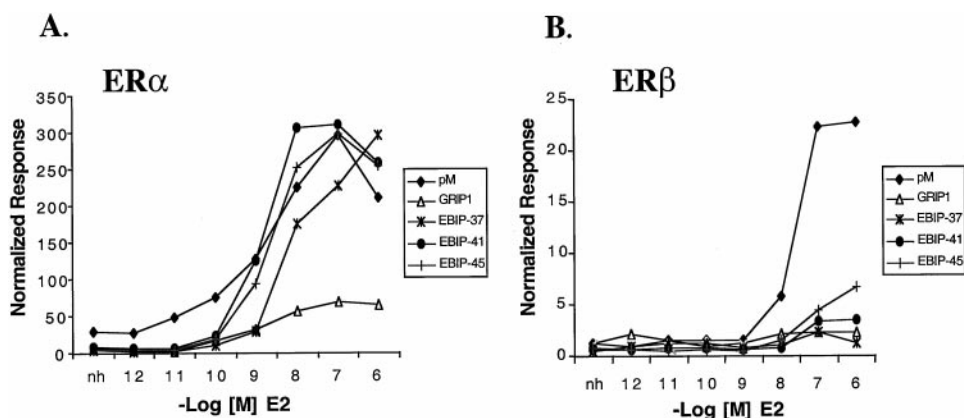 A.
ERα
Normalized Response
350
300
250
200
150
100
50
0
nh 12 11 10 9 8 7 6
-Log [M] E2
pM
GRIP1
EBIP-37
EBIP-41
EBIP-45
B.
ERβ
Normalized Response
25
20
15
10
5
0
nh 12 11 10 9 8 7 6
-Log [M] E2
pM
GRIP1
EBIP-37
EBIP-41
EBIP-45